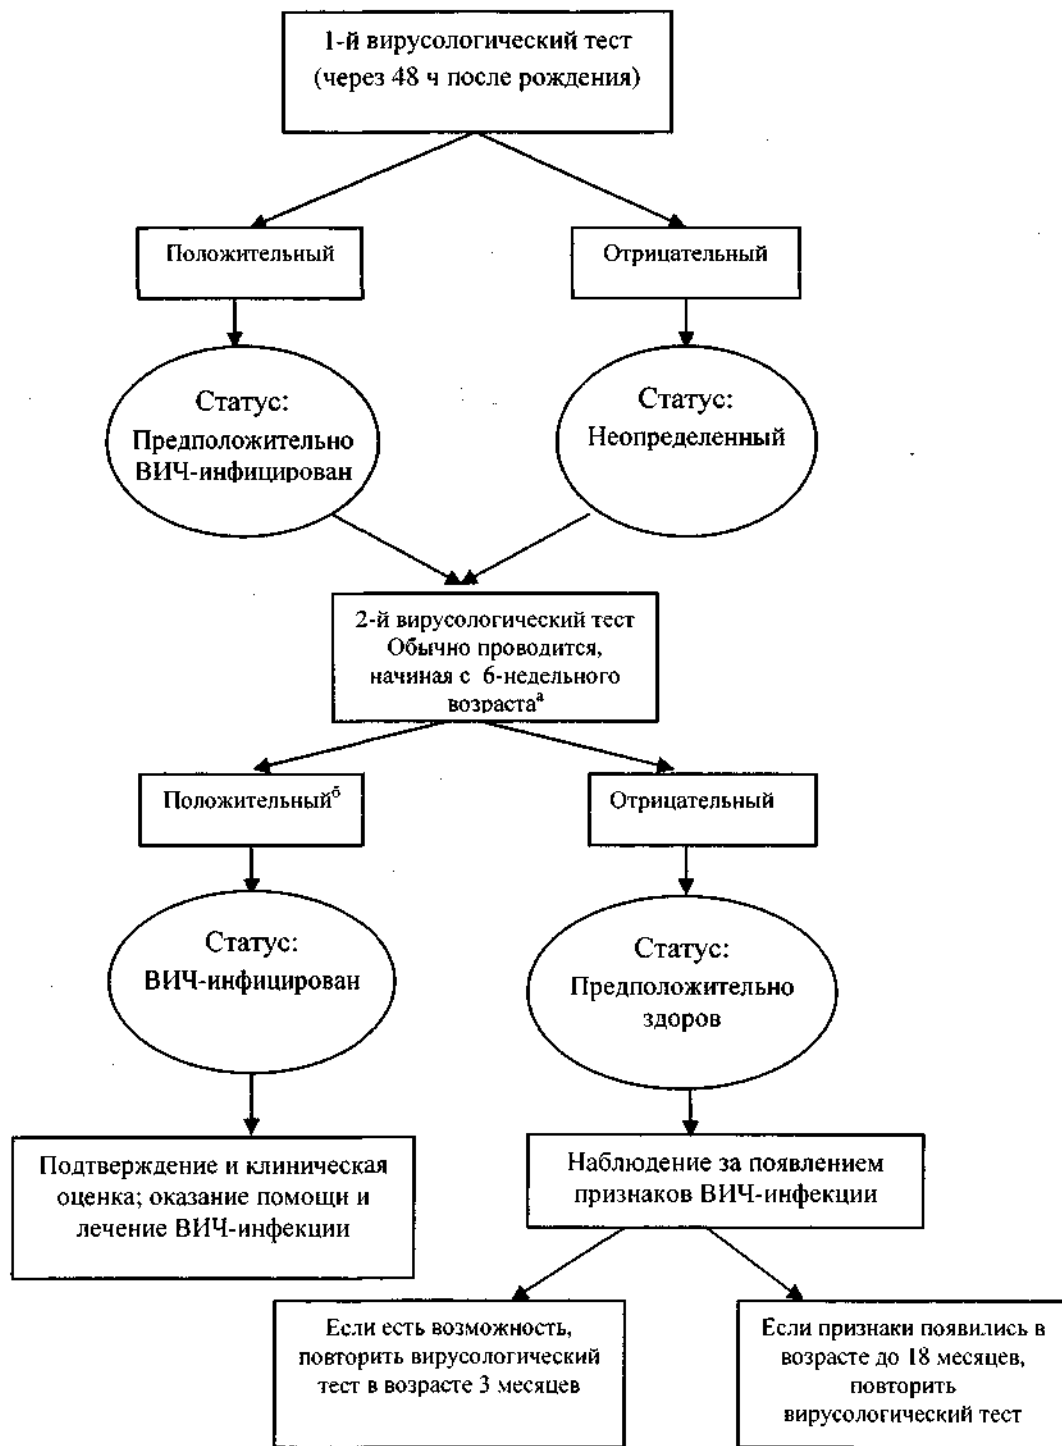 1-й вирусологический тест
(через 48 ч после рождения)
Положительный
Отрицательный
Статус:
Предположительно
ВИЧ-инфицирован
Статус:
Неопределенный
2-й вирусологический тест
Обычно проводится,
начиная с 6-недельного
возрастаᵃ
Положительныйᵇ
Отрицательный
Статус:
ВИЧ-инфицирован
Статус:
Предположительно
здоров
Подтверждение и клиническая
оценка; оказание помощи и
лечение ВИЧ-инфекции
Наблюдение за появлением
признаков ВИЧ-инфекции
Если есть возможность,
повторить вирусологический
тест в возрасте 3 месяцев
Если признаки появились в
возрасте до 18 месяцев,
повторить
вирусологический тест